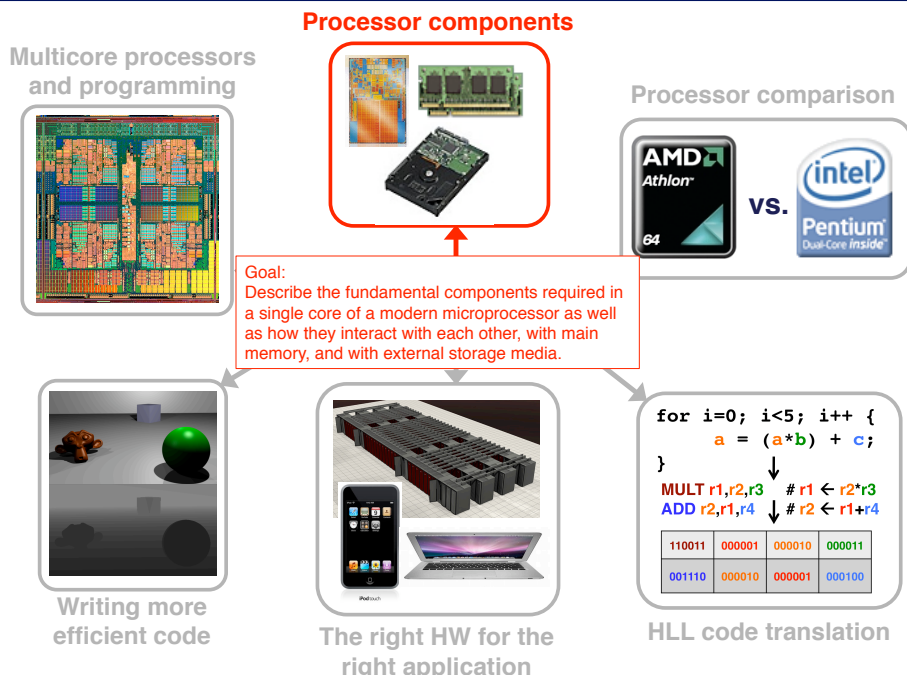 Processor components
Multicore processors
and programming
Processor comparison
AMD
Athlon™
64
vs.
intel
Pentium®
Dual-Core inside™
Goal:
Describe the fundamental components required in
a single core of a modern microprocessor as well
as how they interact with each other, with main
memory, and with external storage media.
Writing more
efficient code
iPod touch
The right HW for the
right application
for i=0; i<5; i++ {
a = (a*b) + c;
}
MULT r1,r2,r3 # r1 ← r2*r3
ADD r2,r1,r4 # r2 ← r1+r4
110011 000001 000010 000011
001110 000010 000001 000100
HLL code translation